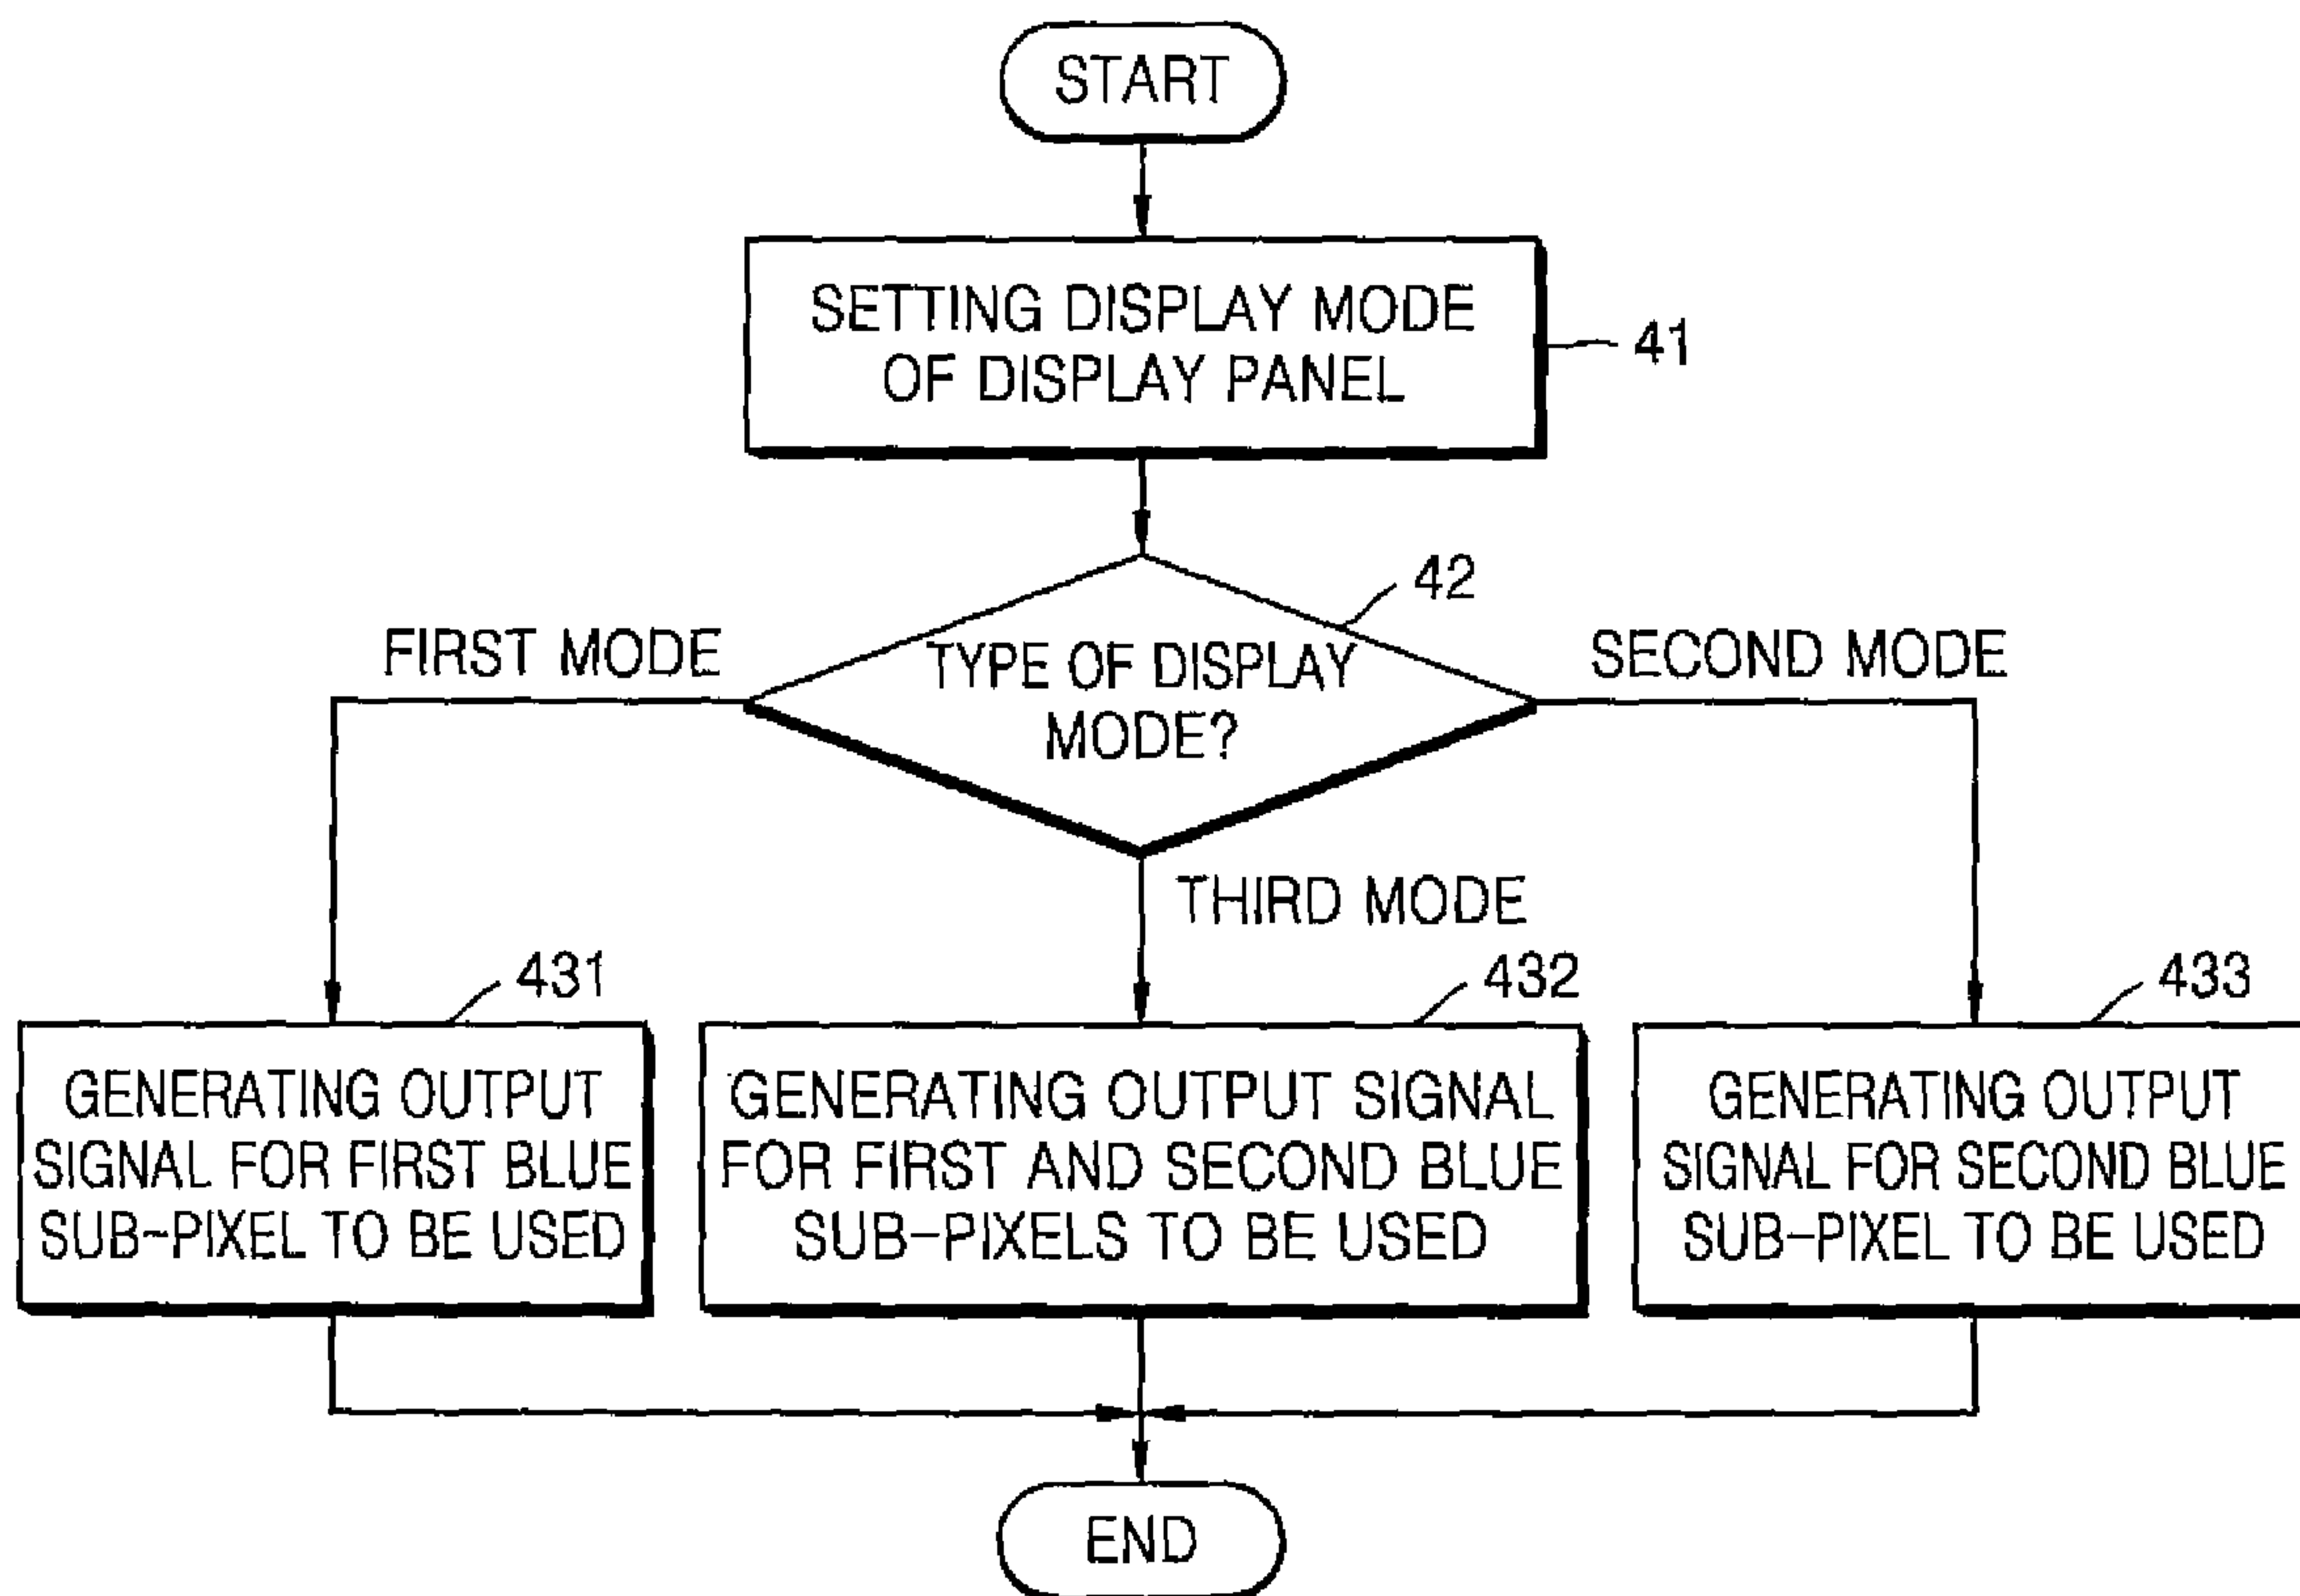 START
SETTING DISPLAY MODE
OF DISPLAY PANEL
41
42
FIRST MODE
TYPE OF DISPLAY
MODE?
SECOND MODE
THIRD MODE
431
432
433
GENERATING OUTPUT
SIGNAL FOR FIRST BLUE
SUB-PIXEL TO BE USED
GENERATING OUTPUT SIGNAL
FOR FIRST AND SECOND BLUE
SUB-PIXELS TO BE USED
GENERATING OUTPUT
SIGNAL FOR SECOND BLUE
SUB-PIXEL TO BE USED
END